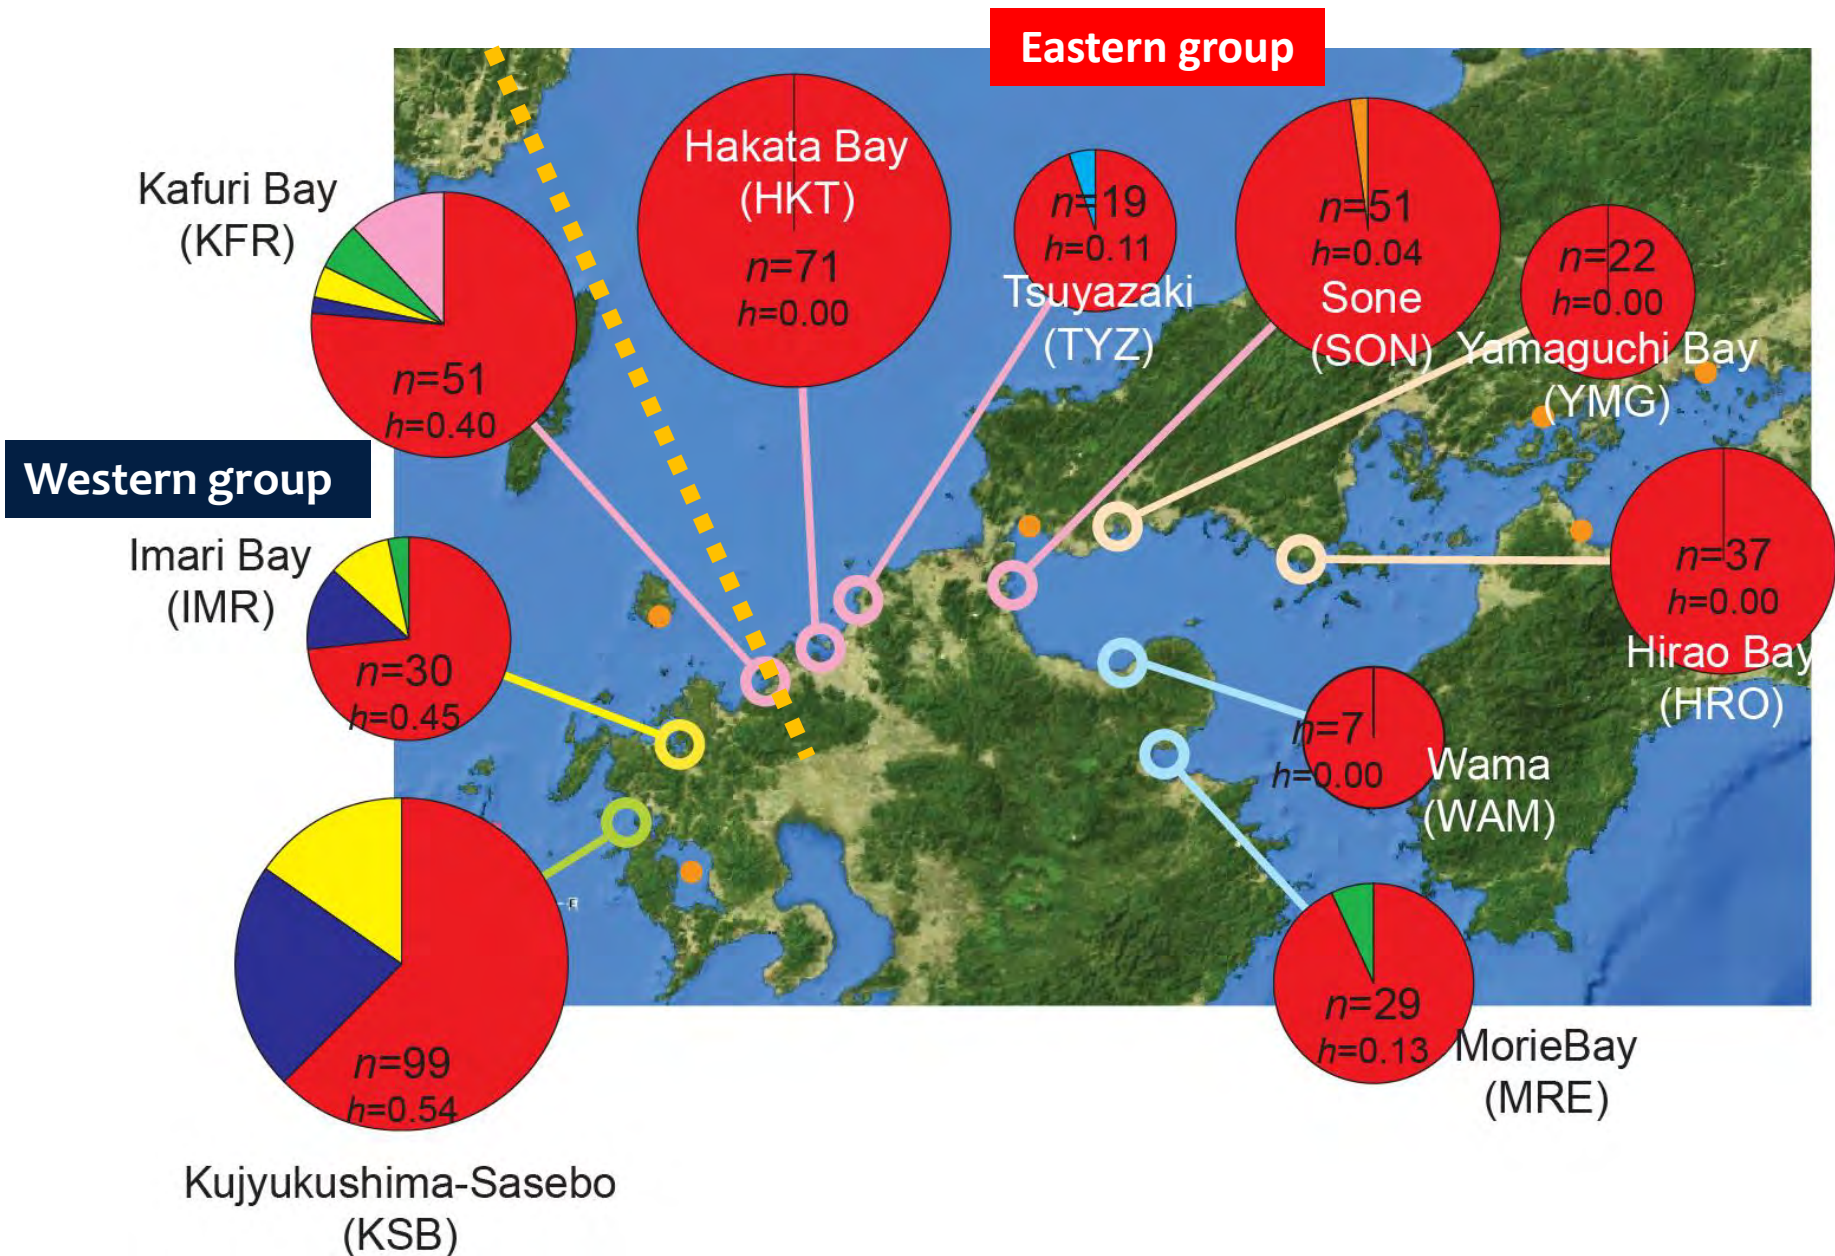 Eastern group
Hakata Bay
(HKT)
n=71
h=0.00
n=19
h=0.11
Tsuyazaki
(TYZ)
n=51
h=0.04
Sone
(SON)
n=22
h=0.00
Yamaguchi Bay
(YMG)
Kafuri Bay
(KFR)
n=51
h=0.40
Western group
Imari Bay
(IMR)
n=30
h=0.45
n=37
h=0.00
Hirao Bay
(HRO)
n=7
h=0.00
Wama
(WAM)
E
n=29
h=0.13
MorieBay
(MRE)
n=99
h=0.54
Kujyukushima-Sasebo
(KSB)